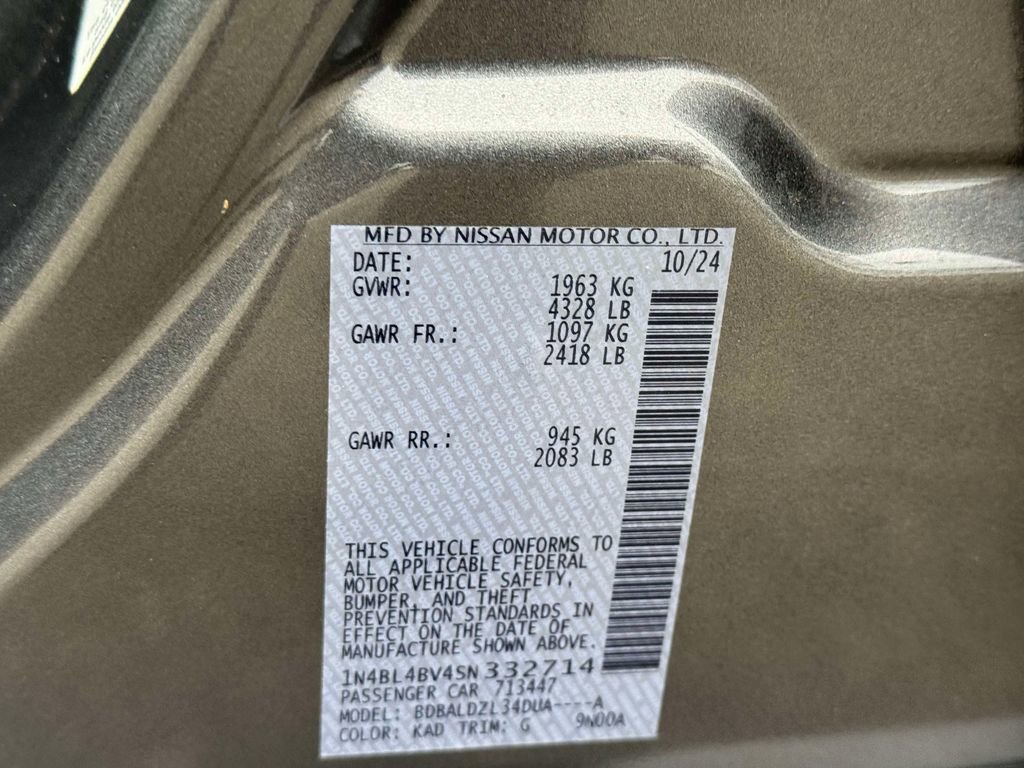 MFD BY NISSAN MOTOR CO., LTD.
DATE: 10/24
GVWR: 1963 KG
4328 LB
GAWR FR.: 1097 KG
2418 LB
GAWR RR.: 945 KG
2083 LB
THIS VEHICLE CONFORMS TO
ALL APPLICABLE FEDERAL
MOTOR VEHICLE SAFETY,
BUMPER, AND THEFT
PREVENTION STANDARDS IN
EFFECT ON THE DATE OF
MANUFACTURE SHOWN ABOVE.
1N4BL4BV4SN332714
PASSENGER CAR 713447
MODEL: BDBALDZL34DUA----A
COLOR: KAD TRIM: G 9N00A